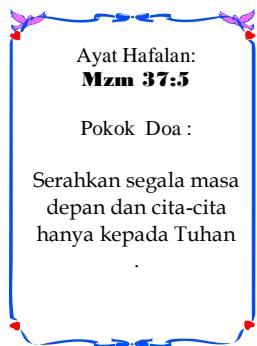 Ayat Hafalan:
Mzm 37:5
Pokok Doa :
Serahkan segala masa
depan dan cita-cita
hanya kepada Tuhan
.